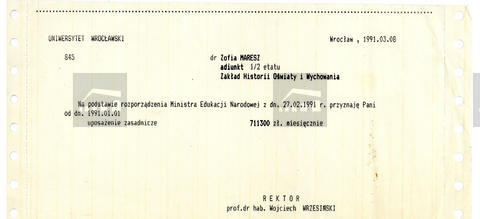 UNIWERSYTET WROCŁAWSKI
Wrocław , 1991.03.08
845
dr Zofia MARESZ
adiunkt 1/2 etatu
Zakład Historii Oświaty i Wychowania
Na podstawie rozporządzenia Ministra Edukacji Narodowej z dn. 27.02.1991 r. przyznaję Pani
od dn. 1991.01.01
uposażenie zasadnicze 711300 zł. miesięcznie
R E K T O R
prof.dr hab. Wojciech WRZESIŃSKI